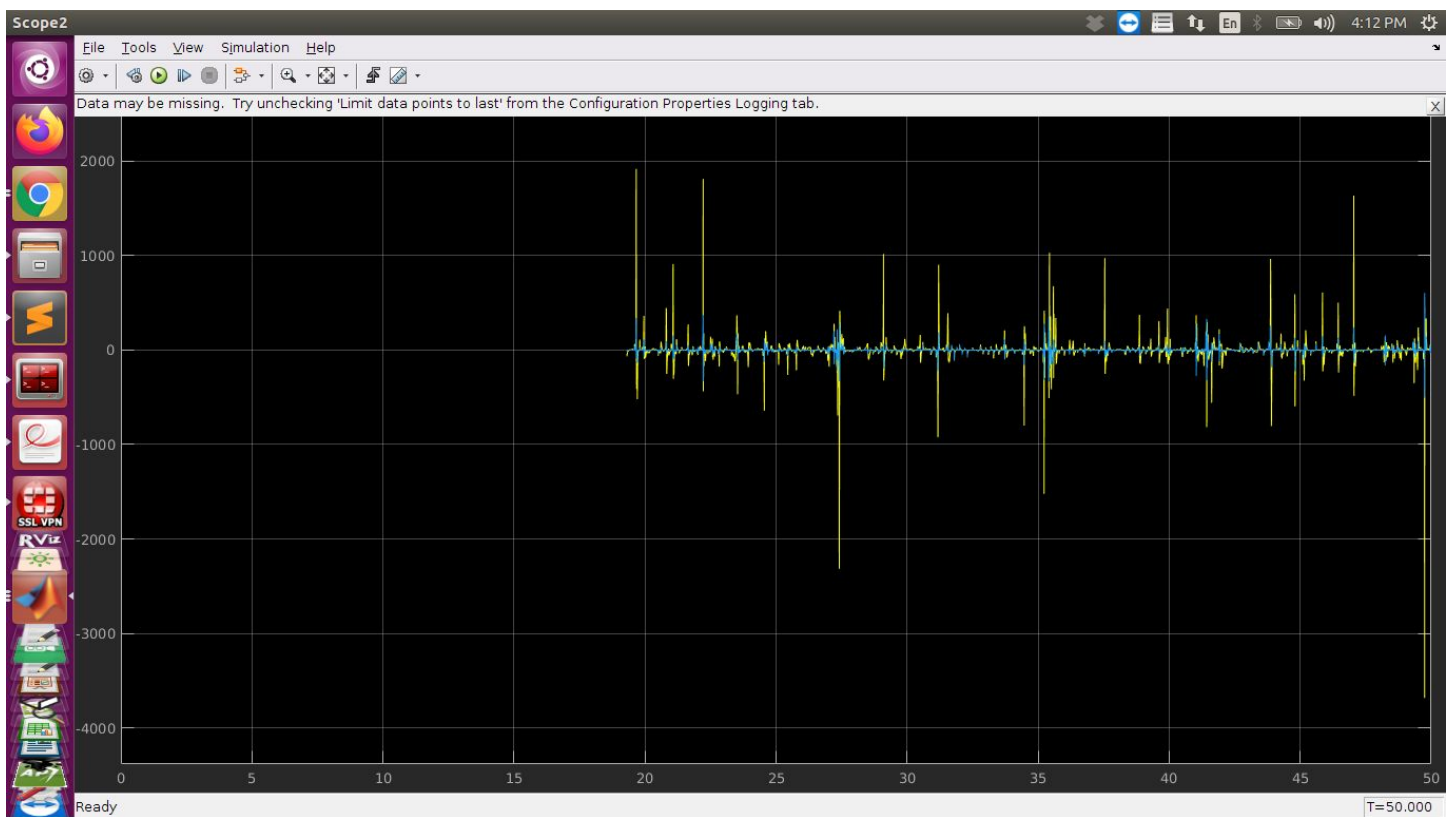 Scope2
En
4:12 PM
File Tools View Simulation Help
Data may be missing. Try unchecking 'Limit data points to last' from the Configuration Properties Logging tab.
X
2000
1000
0
-1000
-2000
-3000
-4000
0 5 10 15 20 25 30 35 40 45 50
SSL VPN
RViz
Ready
T=50.000